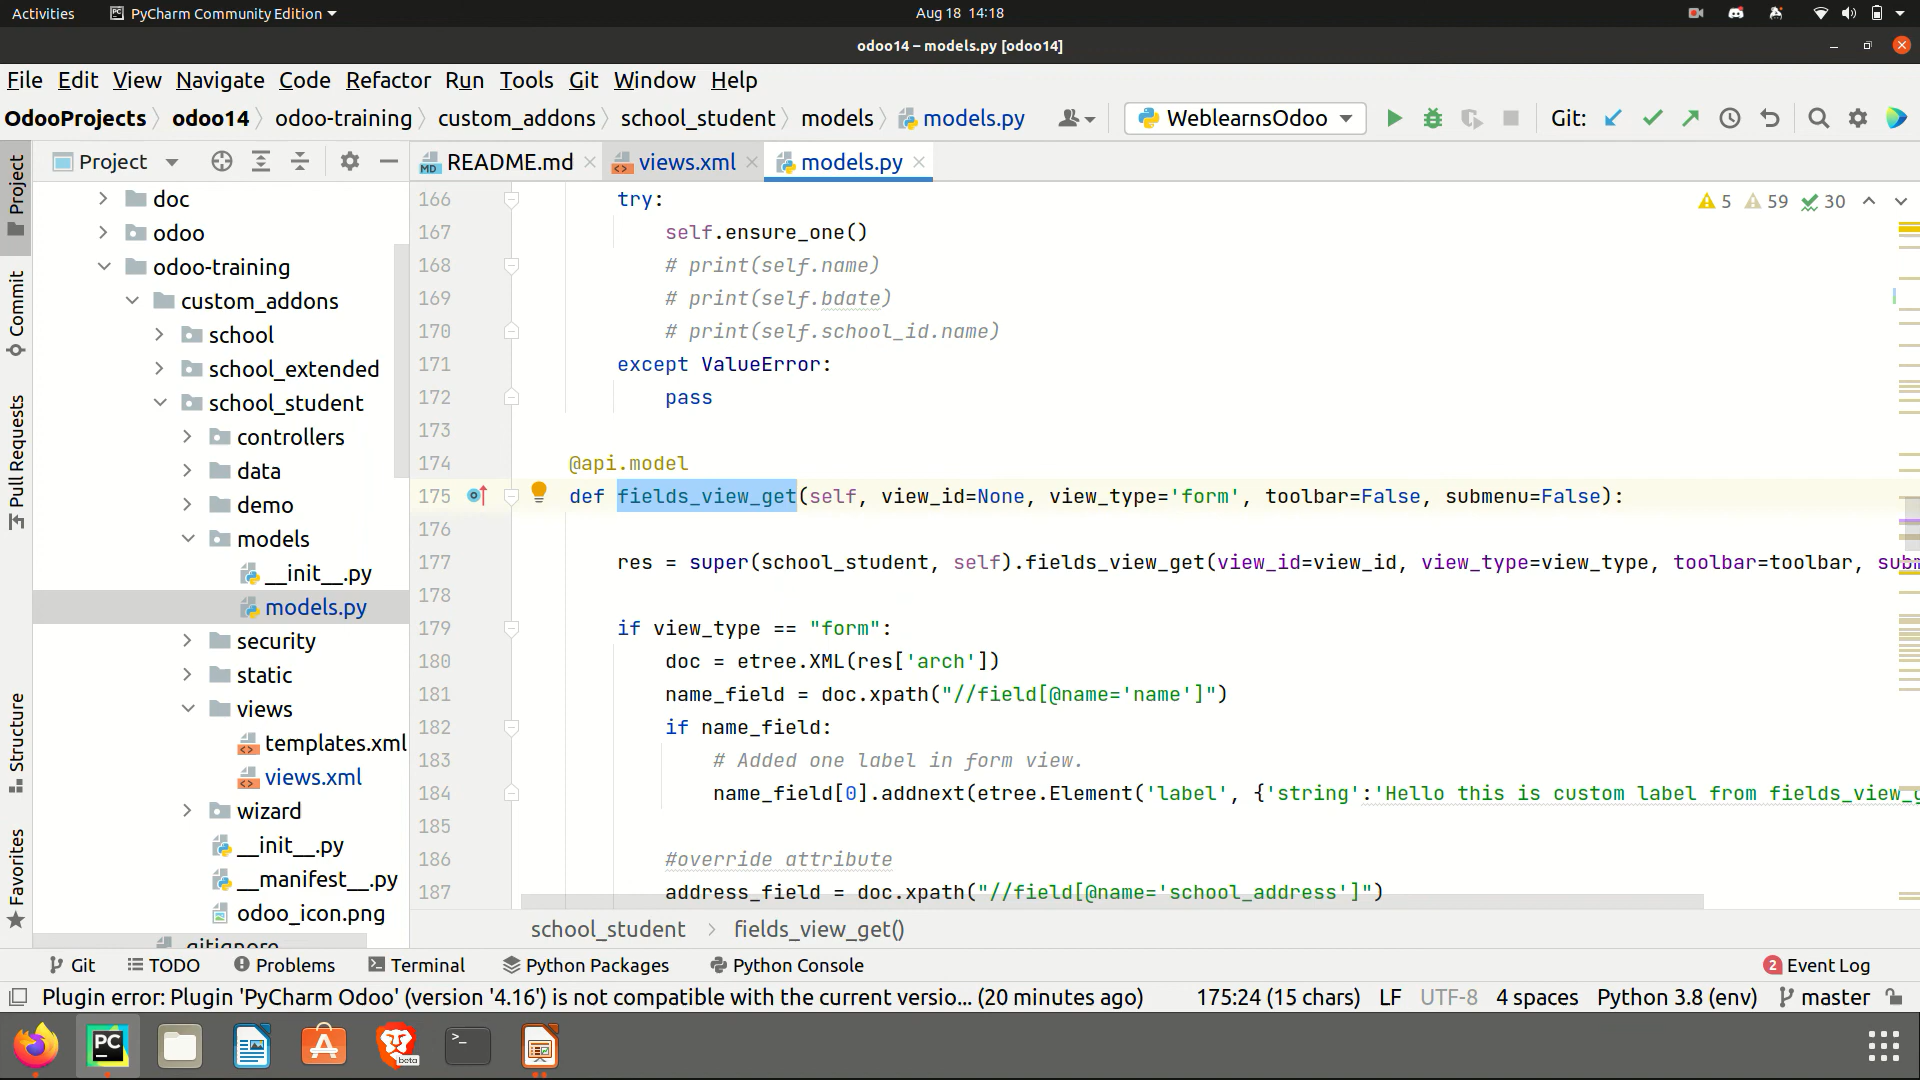 Activities PyCharm Community Edition Aug 18 14:18
odoo14 – models.py [odoo14]
File Edit View Navigate Code Refactor Run Tools Git Window Help
OdooProjects odoo14 odoo-training custom_addons school_student models models.py WeblearnsOdoo Git:
Project README.md views.xml models.py
Project
Commit
Pull Requests
Structure
Favorites
doc
odoo
odoo-training
custom_addons
school
school_extended
school_student
controllers
data
demo
models
__init__.py
models.py
security
static
views
templates.xml
views.xml
wizard
__init__.py
__manifest__.py
odoo_icon.png
.gitignore
5 59 30
166 try:
167 self.ensure_one()
168 # print(self.name)
169 # print(self.bdate)
170 # print(self.school_id.name)
171 except ValueError:
172 pass
173
174 @api.model
175 def fields_view_get(self, view_id=None, view_type='form', toolbar=False, submenu=False):
176
177 res = super(school_student, self).fields_view_get(view_id=view_id, view_type=view_type, toolbar=toolbar, subm
178
179 if view_type == "form":
180 doc = etree.XML(res['arch'])
181 name_field = doc.xpath("//field[@name='name']")
182 if name_field:
183 # Added one label in form view.
184 name_field[0].addnext(etree.Element('label', {'string':'Hello this is custom label from fields_view_g
185
186 #override attribute
187 address_field = doc.xpath("//field[@name='school_address']")
school_student fields_view_get()
Git TODO Problems Terminal Python Packages Python Console 2 Event Log
Plugin error: Plugin 'PyCharm Odoo' (version '4.16') is not compatible with the current versio... (20 minutes ago) 175:24 (15 chars) LF UTF-8 4 spaces Python 3.8 (env) master
PC
beta